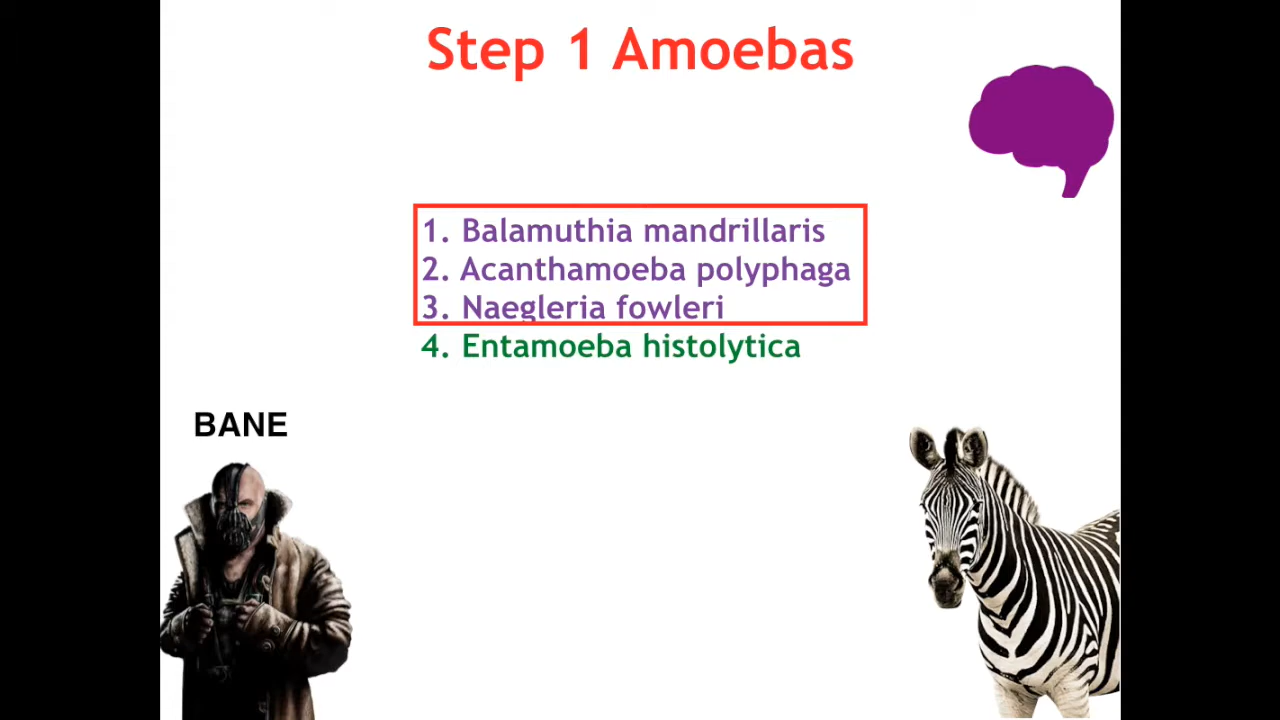 Step 1 Amoebas
1. Balamuthia mandrillaris
2. Acanthamoeba polyphaga
3. Naegleria fowleri
4. Entamoeba histolytica
BANE